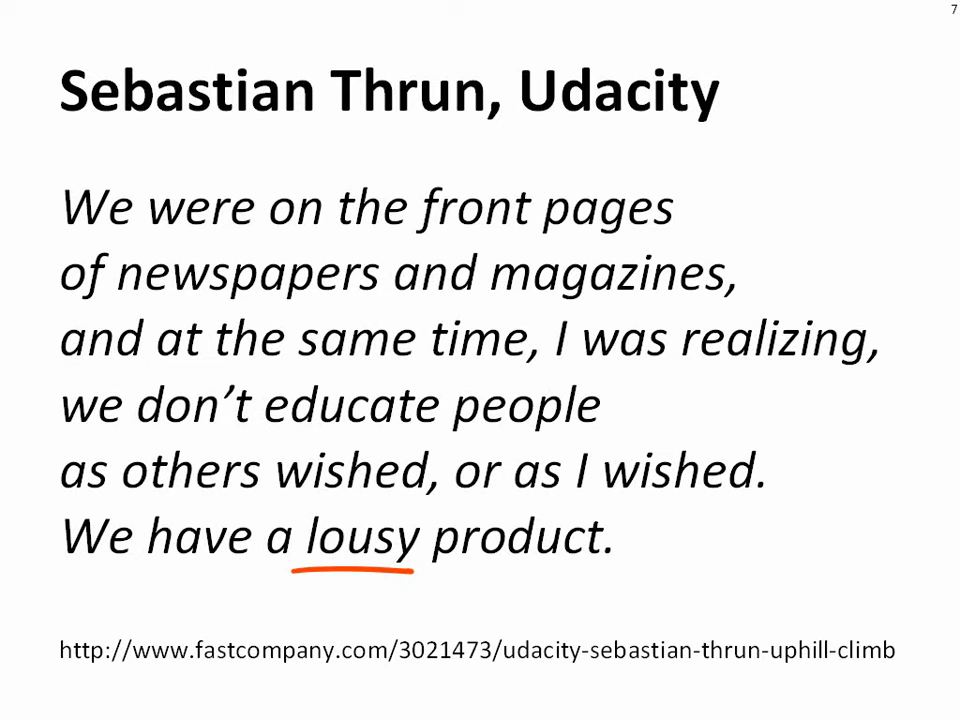 7
Sebastian Thrun, Udacity
We were on the front pages
of newspapers and magazines,
and at the same time, I was realizing,
we don’t educate people
as others wished, or as I wished.
We have a lousy product.
http://www.fastcompany.com/3021473/udacity-sebastian-thrun-uphill-climb